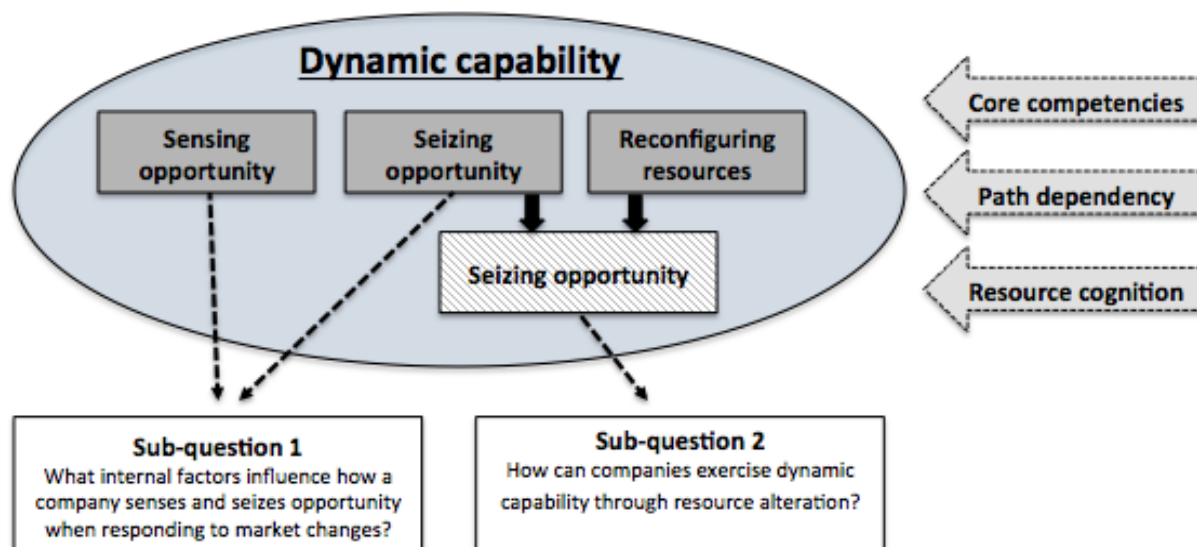 Dynamic capability
Sensing
opportunity
Seizing
opportunity
Reconfiguring
resources
Seizing opportunity
Core competencies
Path dependency
Resource cognition
Sub-question 1
What internal factors influence how a
company senses and seizes opportunity
when responding to market changes?
Sub-question 2
How can companies exercise dynamic
capability through resource alteration?